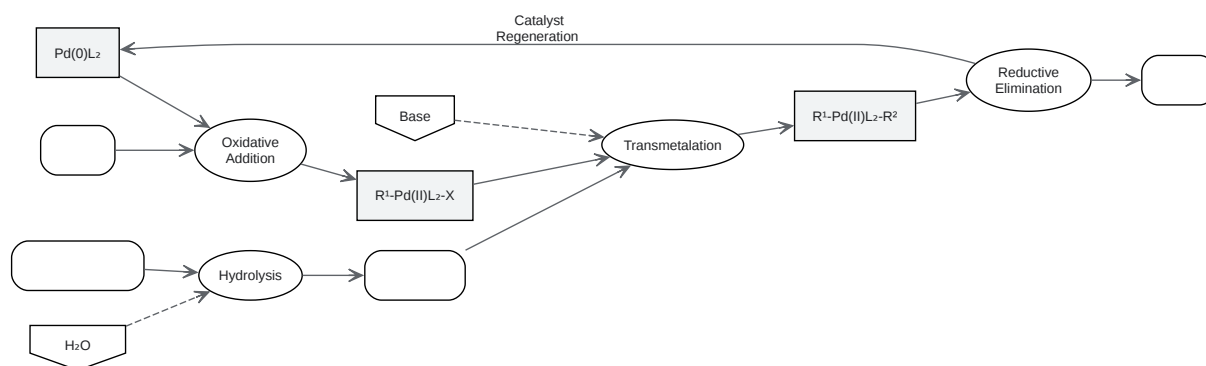 Catalyst
Regeneration
Pd(0)L₂
Reductive
Elimination
Base
R¹-Pd(II)L₂-R²
Oxidative
Addition
Transmetalation
R¹-Pd(II)L₂-X
Hydrolysis
H₂O